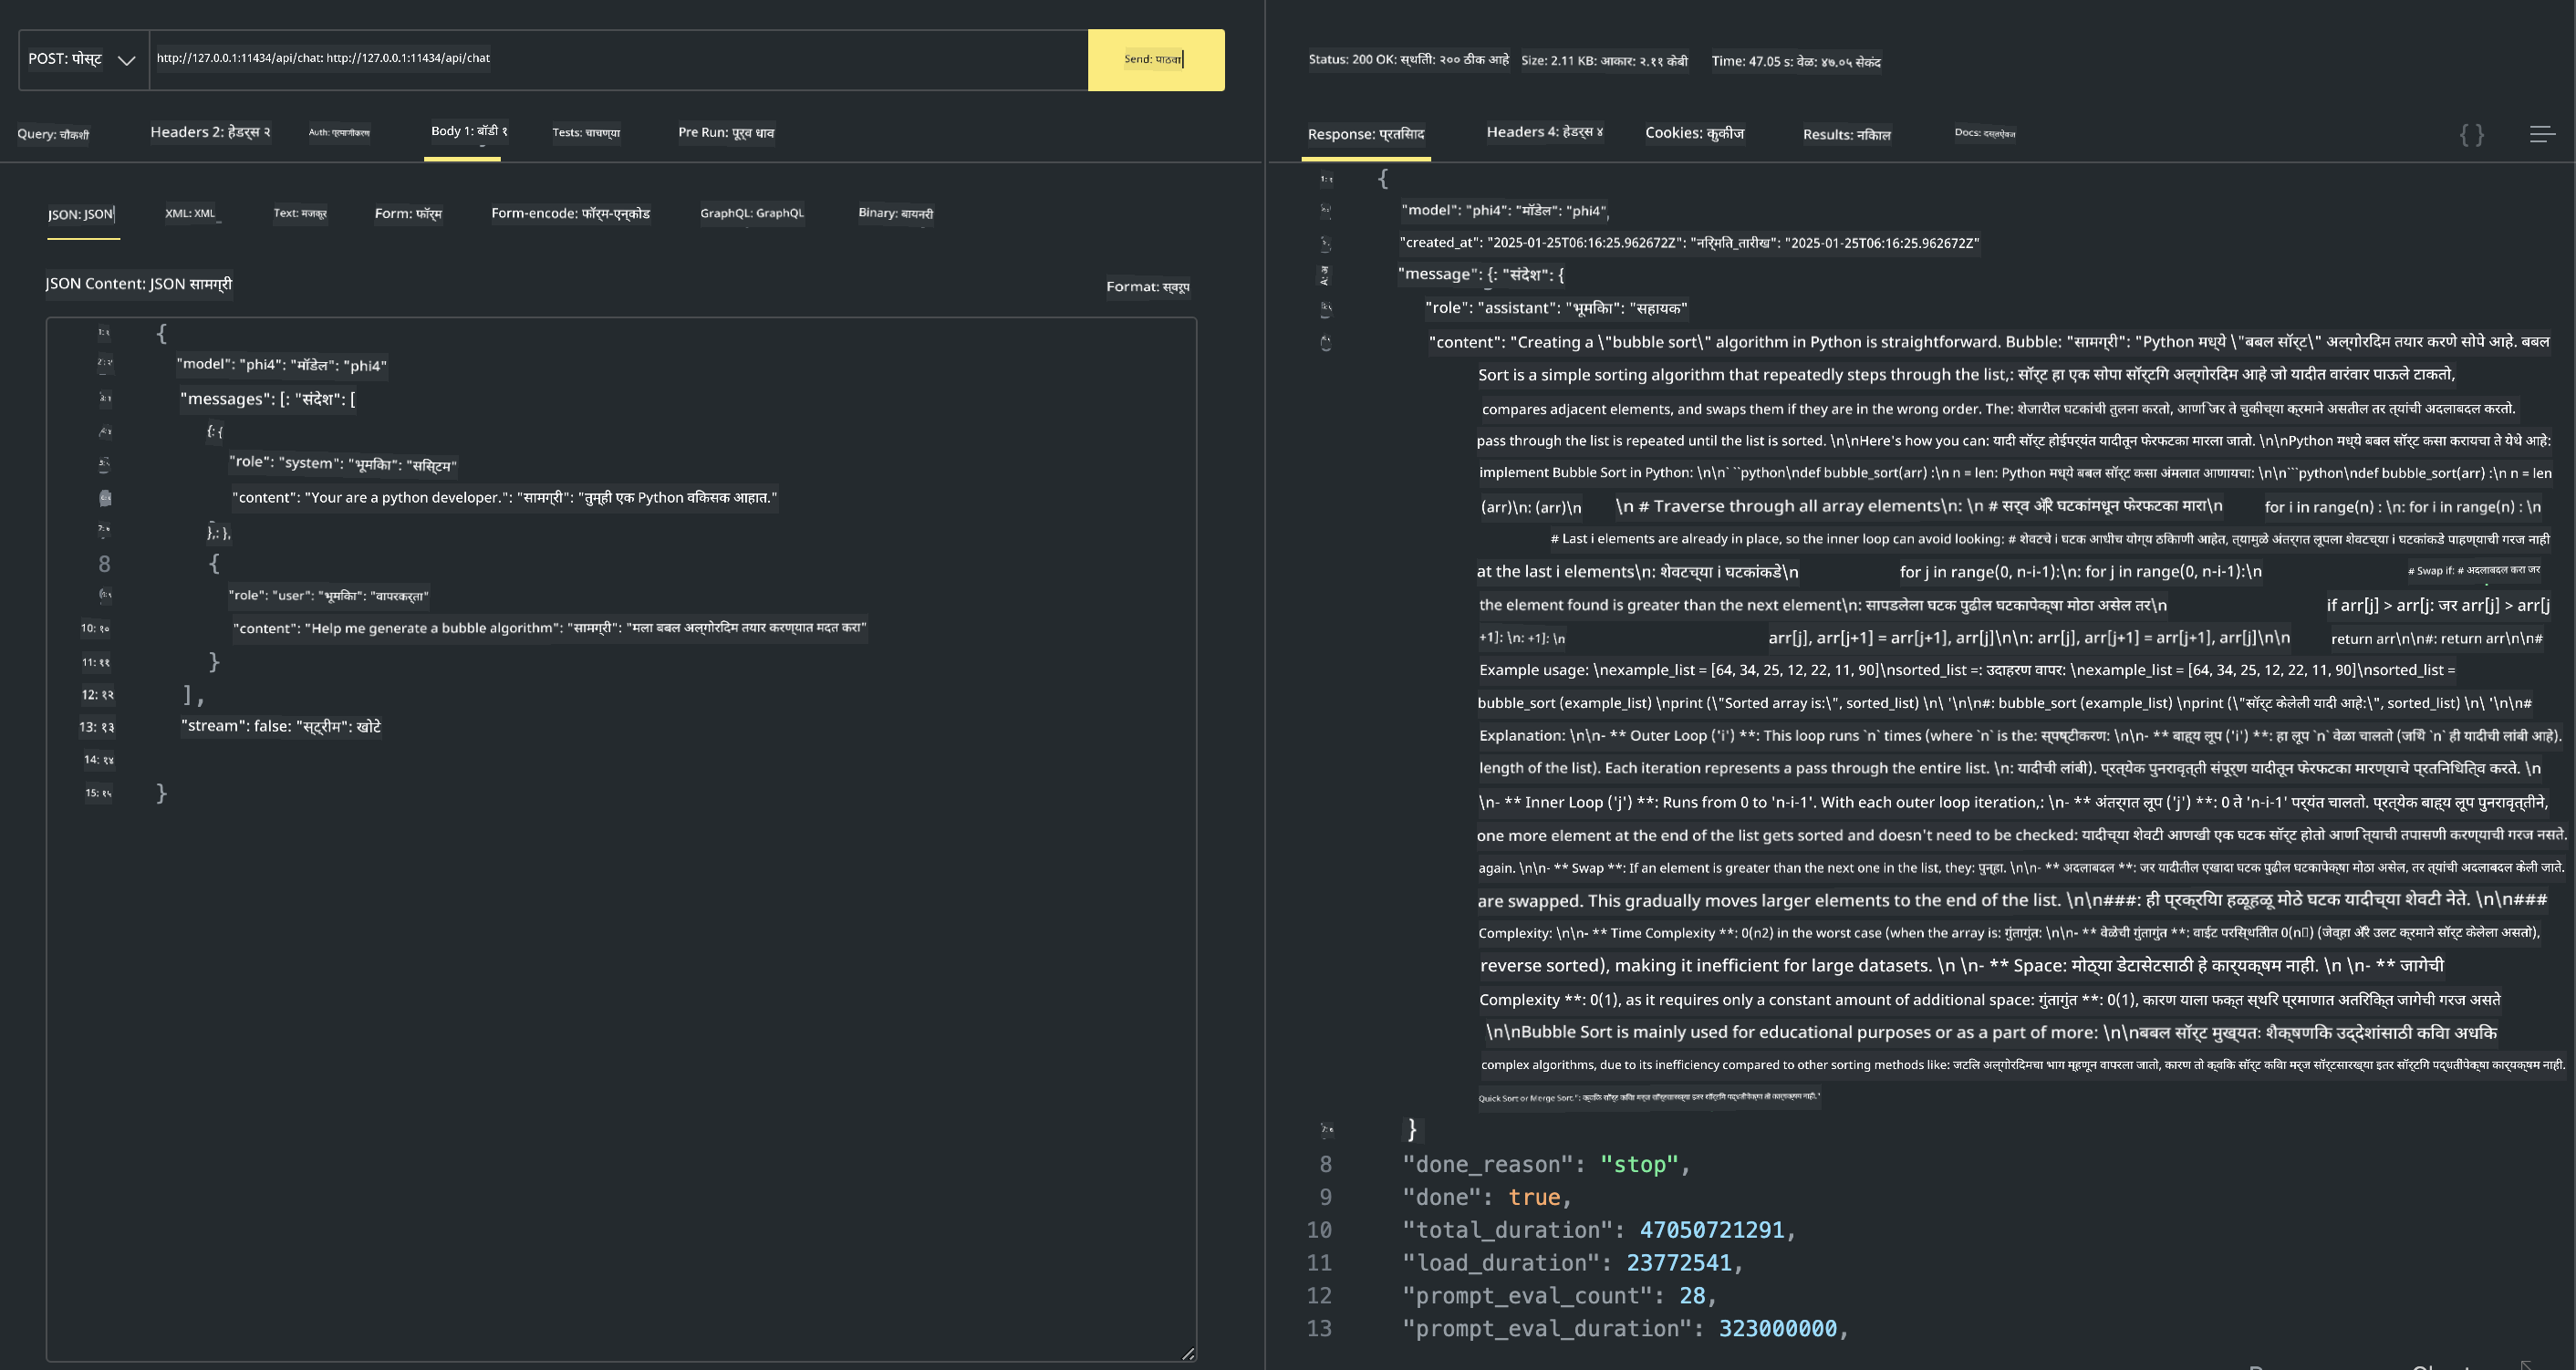 POST: पोस्ट
http://127.0.0.1:11434/api/chat: http://127.0.0.1:11434/api/chat
Send: पाठवा
Query: चौकशी
Headers 2: हेडर्स २
Auth: प्रमाणीकरण
Body 1: बॉडी १
Tests: चाचण्या
Pre Run: पूर्व धाव
JSON: JSON
XML: XML
Text: मजकूर
Form: फॉर्म
Form-encode: फॉर्म-एन्कोड
GraphQL: GraphQL
Binary: बायनरी
JSON Content: JSON सामग्री
Format: स्वरूप
{
"model": "phi4": "मॉडेल": "phi4"
"messages": [: "संदेश": [
{: {
"role": "system": "भूमिका": "सिस्टिम"
"content": "Your are a python developer.": "सामग्री": "तुम्ही एक Python विकसक आहात."
},: },
8 {
"role": "user": "भूमिका": "वापरकर्ता"
10: १० "content": "Help me generate a bubble algorithm": "सामग्री": "मला बबल अल्गोरिदम तयार करण्यात मदत करा"
11: ११ }
12: १२ ],
13: १३ "stream": false: "स्ट्रीम": खोटे
14: १४
15: १५ }
Status: 200 OK: स्थिती: २०० ठीक आहे
Size: 2.11 KB: आकार: २.११ केबी
Time: 47.05 s: वेळ: ४७.०५ सेकंद
Response: प्रतिसाद
Headers 4: हेडर्स ४
Cookies: कुकीज
Results: निकाल
Docs: दस्तऐवज
{ }
1: १ {
"model": "phi4": "मॉडेल": "phi4",
"created_at": "2025-01-25T06:16:25.962672Z": "निर्मिती_तारीख": "2025-01-25T06:16:25.962672Z"
"message": {: "संदेश": {
"role": "assistant": "भूमिका": "सहायक"
"content": "Creating a \"bubble sort\" algorithm in Python is straightforward. Bubble: "सामग्री": "Python मध्ये \"बबल सॉर्ट\" अल्गोरिदम तयार करणे सोपे आहे. बबल
Sort is a simple sorting algorithm that repeatedly steps through the list,: सॉर्ट हा एक सोपा सॉर्टिंग अल्गोरिदम आहे जो यादीत वारंवार पाऊले टाकतो,
compares adjacent elements, and swaps them if they are in the wrong order. The: शेजारील घटकांची तुलना करतो, आणि जर ते चुकीच्या क्रमाने असतील तर त्यांची अदलाबदल करतो.
pass through the list is repeated until the list is sorted. \n\nHere's how you can: यादी सॉर्ट होईपर्यंत यादीतून फेरफटका मारला जातो. \n\nPython मध्ये बबल सॉर्ट कसा करायचा ते येथे आहे:
implement Bubble Sort in Python: \n\n` ``python\ndef bubble_sort(arr) :\n n = len: Python मध्ये बबल सॉर्ट कसा अंमलात आणायचा: \n\n```python\ndef bubble_sort(arr) :\n n = len
(arr)\n: (arr)\n \n # Traverse through all array elements\n: \n # सर्व अ‍ॅरे घटकांमधून फेरफटका मारा\n for i in range(n) : \n: for i in range(n) : \n
# Last i elements are already in place, so the inner loop can avoid looking: # शेवटचे i घटक आधीच योग्य ठिकाणी आहेत, त्यामुळे अंतर्गत लूपला शेवटच्या i घटकांकडे पाहण्याची गरज नाही
at the last i elements\n: शेवटच्या i घटकांकडे\n for j in range(0, n-i-1):\n: for j in range(0, n-i-1):\n # Swap if: # अदलाबदल करा जर
the element found is greater than the next element\n: सापडलेला घटक पुढील घटकापेक्षा मोठा असेल तर\n if arr[j] > arr[j: जर arr[j] > arr[j
+1]: \n: +1]: \n arr[j], arr[j+1] = arr[j+1], arr[j]\n\n: arr[j], arr[j+1] = arr[j+1], arr[j]\n\n return arr\n\n#: return arr\n\n#
Example usage: \nexample_list = [64, 34, 25, 12, 22, 11, 90]\nsorted_list =: उदाहरण वापर: \nexample_list = [64, 34, 25, 12, 22, 11, 90]\nsorted_list =
bubble_sort (example_list) \nprint (\"Sorted array is:\", sorted_list) \n\ '\n\n#: bubble_sort (example_list) \nprint (\"सॉर्ट केलेली यादी आहे:\", sorted_list) \n\ '\n\n#
Explanation: \n\n- ** Outer Loop ('i') **: This loop runs `n` times (where `n` is the: स्पष्टीकरण: \n\n- ** बाह्य लूप ('i') **: हा लूप `n` वेळा चालतो (जिथे `n` ही यादीची लांबी आहे).
length of the list). Each iteration represents a pass through the entire list. \n: यादीची लांबी). प्रत्येक पुनरावृत्ती संपूर्ण यादीतून फेरफटका मारण्याचे प्रतिनिधित्व करते. \n
\n- ** Inner Loop ('j') **: Runs from 0 to 'n-i-1'. With each outer loop iteration,: \n- ** अंतर्गत लूप ('j') **: 0 ते 'n-i-1' पर्यंत चालतो. प्रत्येक बाह्य लूप पुनरावृत्तीने,
one more element at the end of the list gets sorted and doesn't need to be checked: यादीच्या शेवटी आणखी एक घटक सॉर्ट होतो आणि त्याची तपासणी करण्याची गरज नसते.
again. \n\n- ** Swap **: If an element is greater than the next one in the list, they: पुन्हा. \n\n- ** अदलाबदल **: जर यादीतील एखादा घटक पुढील घटकापेक्षा मोठा असेल, तर त्यांची अदलाबदल केली जाते.
are swapped. This gradually moves larger elements to the end of the list. \n\n###: ही प्रक्रिया हळूहळू मोठे घटक यादीच्या शेवटी नेते. \n\n###
Complexity: \n\n- ** Time Complexity **: 0(n2) in the worst case (when the array is: गुंतागुंत: \n\n- ** वेळेची गुंतागुंत **: वाईट परिस्थितीत 0(n▯) (जेव्हा अ‍ॅरे उलट क्रमाने सॉर्ट केलेला असतो),
reverse sorted), making it inefficient for large datasets. \n \n- ** Space: मोठ्या डेटासेटसाठी हे कार्यक्षम नाही. \n \n- ** जागेची
Complexity **: 0(1), as it requires only a constant amount of additional space: गुंतागुंत **: 0(1), कारण याला फक्त स्थिर प्रमाणात अतिरिक्त जागेची गरज असते
\n\nBubble Sort is mainly used for educational purposes or as a part of more: \n\nबबल सॉर्ट मुख्यतः शैक्षणिक उद्देशांसाठी किंवा अधिक
complex algorithms, due to its inefficiency compared to other sorting methods like: जटिल अल्गोरिदमचा भाग म्हणून वापरला जातो, कारण तो क्विक सॉर्ट किंवा मर्ज सॉर्टसारख्या इतर सॉर्टिंग पद्धतींपेक्षा कार्यक्षम नाही.
Quick Sort or Merge Sort.": क्विक सॉर्ट किंवा मर्ज सॉर्टसारख्या इतर सॉर्टिंग पद्धतींपेक्षा तो कार्यक्षम नाही."
}
8 "done_reason": "stop",
9 "done": true,
10 "total_duration": 47050721291,
11 "load_duration": 23772541,
12 "prompt_eval_count": 28,
13 "prompt_eval_duration": 323000000,